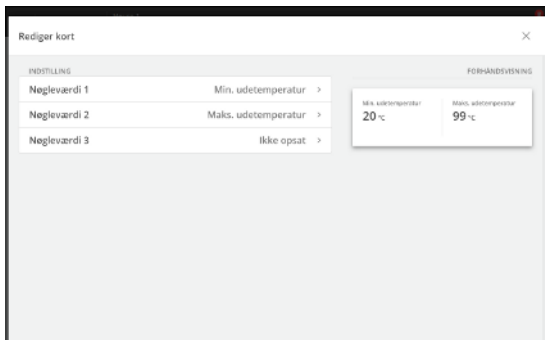 Rediger kort
INDSTILLING
FORHÅNDSVISNING
Nøgleværdi 1 Min. udetemperatur
Nøgleværdi 2 Maks. udetemperatur
Nøgleværdi 3 Ikke opsat
Min. udetemperatur Maks. udetemperatur
20 °C 99 °C